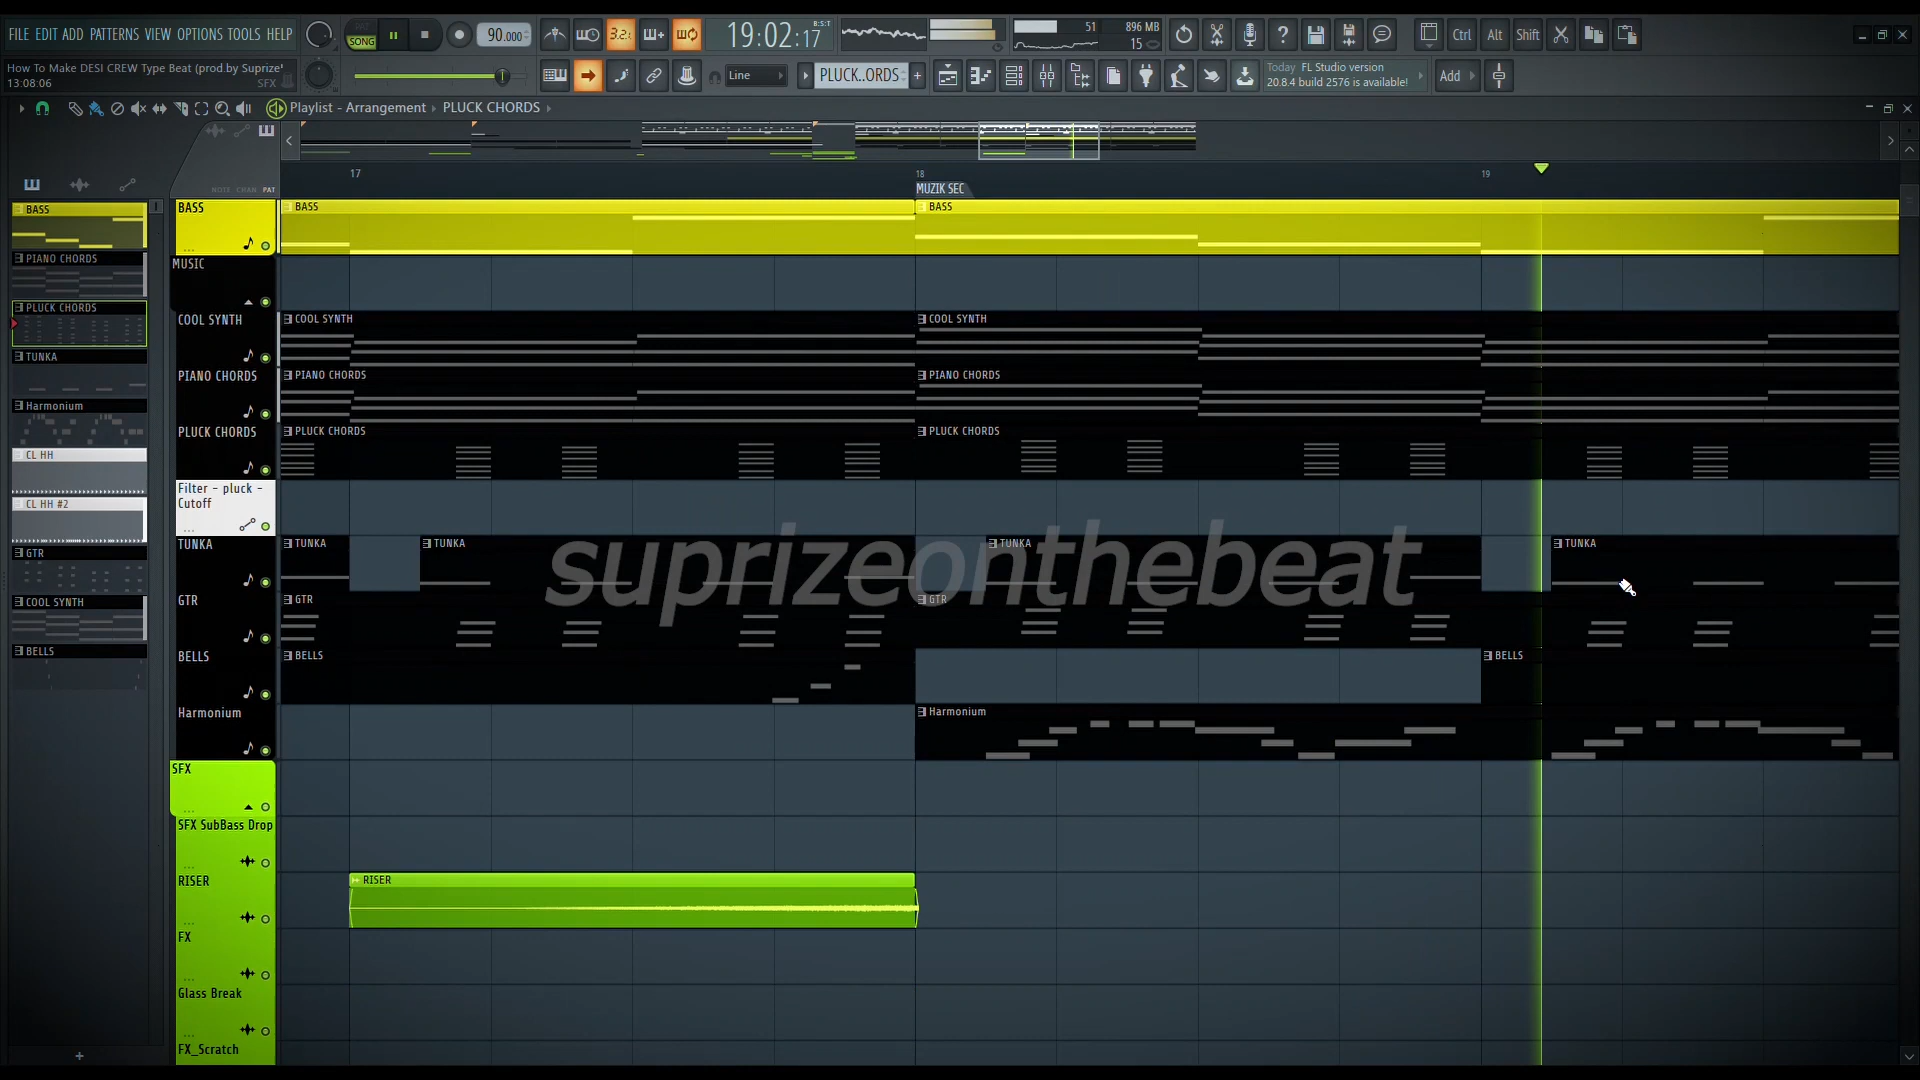 FILE EDIT ADD PATTERNS VIEW OPTIONS TOOLS HELP
SONG
90.000
3.2.
19:02:17
B:S:T
51
896 MB
15
Ctrl Alt Shift
How To Make DESI CREW Type Beat (prod.by Suprize
13:08:06
SFX
Line
PLUCK..ORDS
+
Today FL Studio version
20.8.4 build 2576 is available!
Add
Playlist - Arrangement PLUCK CHORDS
NOTE CHAN PAT
17
18
19
MUZIK SEC
BASS
PIANO CHORDS
PLUCK CHORDS
TUNKA
Harmonium
CL HH
CL HH #2
GTR
COOL SYNTH
BELLS
+
BASS
BASS
BASS
MUSIC
COOL SYNTH
COOL SYNTH
COOL SYNTH
PIANO CHORDS
PIANO CHORDS
PIANO CHORDS
PLUCK CHORDS
PLUCK CHORDS
PLUCK CHORDS
Filter - pluck -
Cutoff
TUNKA
TUNKA
TUNKA
TUNKA
TUNKA
suprizeonthebeat
GTR
GTR
GTR
BELLS
BELLS
BELLS
Harmonium
Harmonium
SFX
SFX SubBass Drop
RISER
RISER
FX
Glass Break
FX_Scratch